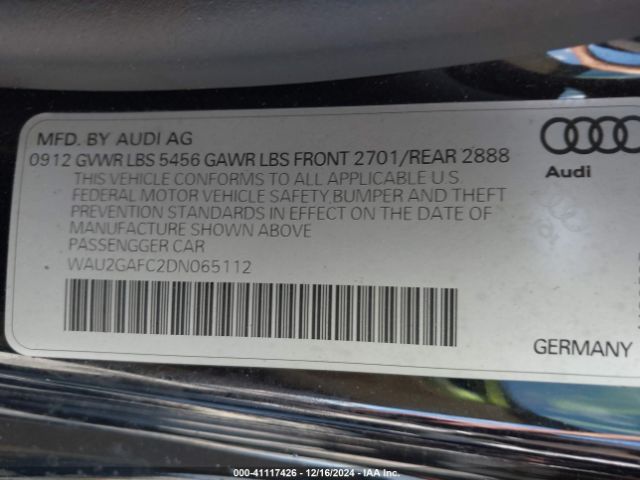 MFD. BY AUDI AG
0912 GVWR LBS 5456 GAWR LBS FRONT 2701/REAR 2888
THIS VEHICLE CONFORMS TO ALL APPLICABLE U.S.
FEDERAL MOTOR VEHICLE SAFETY,BUMPER AND THEFT
PREVENTION STANDARDS IN EFFECT ON THE DATE OF
MANUFACTURE SHOWN ABOVE
PASSENGGER CAR
WAU2GAFC2DN065112
Audi
GERMANY
00-41117426 - 12/16/2024 - IAA Inc.